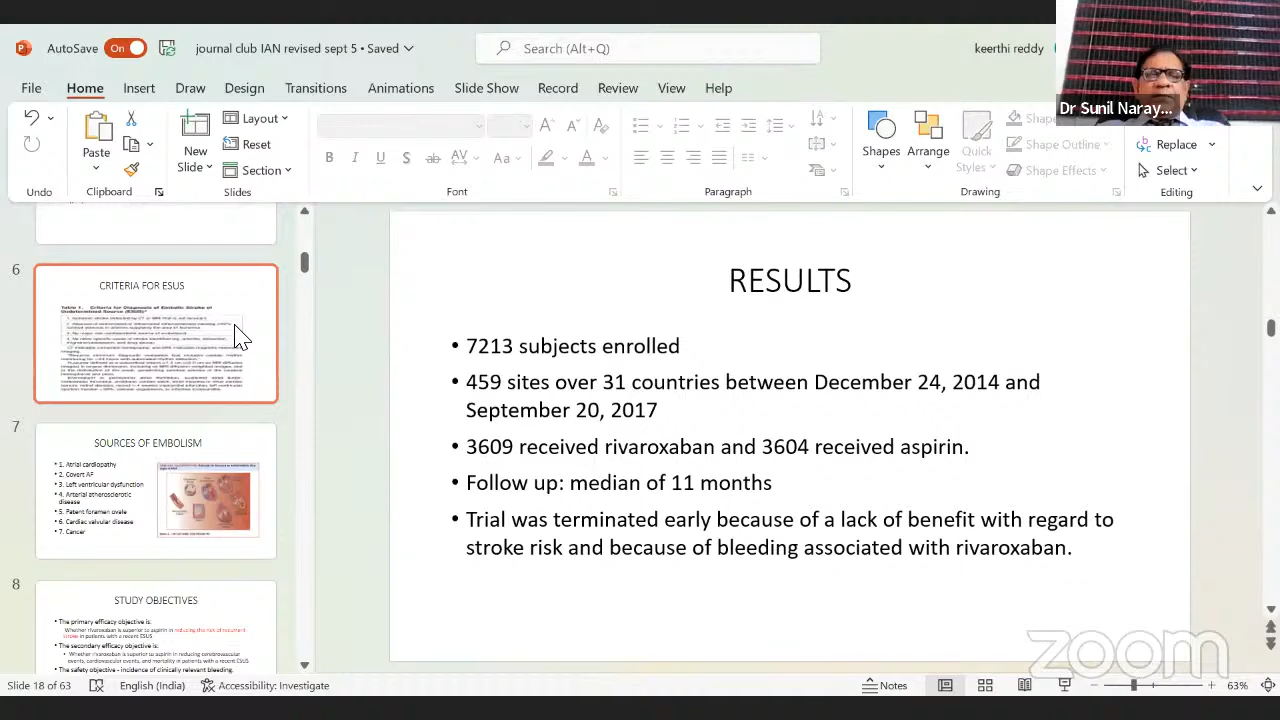 AutoSave On journal club IAN revised sept 5 • Saved Search (Alt+Q) keerthi reddy
File Home Insert Draw Design Transitions Animations Slide Show Record Review View Help
Dr Sunil Naray...
Paste
New
Slide
Layout
Reset
Section
Shapes Arrange Quick
Styles
Shape Outline
Shape Effects
Replace
Select
Undo Clipboard Slides Font Paragraph Drawing Editing
6
CRITERIA FOR ESUS
7
SOURCES OF EMBOLISM
• 1. Atrial cardiopathy
• 2. Covert AF
• 3. Left ventricular dysfunction
• 4. Arterial atherosclerotic
disease
• 5. Patent foramen ovale
• 6. Cardiac valvular disease
• 7. Cancer
8
STUDY OBJECTIVES
• The primary efficacy objective is:
Whether rivaroxaban is superior to aspirin in reducing the risk of recurrent
stroke in patients with a recent ESUS
• The secondary efficacy objective is:
• Whether rivaroxaban is superior to aspirin in reducing cerebrovascular
events, cardiovascular events, and mortality in patients with a recent ESUS
• The safety objective - incidence of clinically relevant bleeding.
RESULTS
• 7213 subjects enrolled
• 459 sites over 31 countries between December 24, 2014 and
September 20, 2017
• 3609 received rivaroxaban and 3604 received aspirin.
• Follow up: median of 11 months
• Trial was terminated early because of a lack of benefit with regard to
stroke risk and because of bleeding associated with rivaroxaban.
zoom
Slide 18 of 63 English (India) Accessibility: Investigate Notes 63%